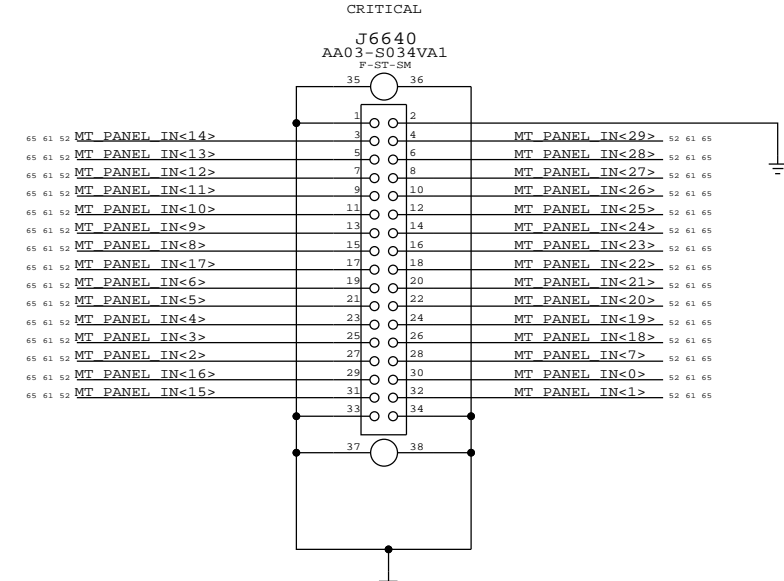 CRITICAL
J6640
AA03-S034VA1
F-ST-SM
35 36
1 2
65 61 52 MT_PANEL_IN<14> 3 4 MT_PANEL_IN<29> 52 61 65
65 61 52 MT_PANEL_IN<13> 5 6 MT_PANEL_IN<28> 52 61 65
65 61 52 MT_PANEL_IN<12> 7 8 MT_PANEL_IN<27> 52 61 65
65 61 52 MT_PANEL_IN<11> 9 10 MT_PANEL_IN<26> 52 61 65
65 61 52 MT_PANEL_IN<10> 11 12 MT_PANEL_IN<25> 52 61 65
65 61 52 MT_PANEL_IN<9> 13 14 MT_PANEL_IN<24> 52 61 65
65 61 52 MT_PANEL_IN<8> 15 16 MT_PANEL_IN<23> 52 61 65
65 61 52 MT_PANEL_IN<17> 17 18 MT_PANEL_IN<22> 52 61 65
65 61 52 MT_PANEL_IN<6> 19 20 MT_PANEL_IN<21> 52 61 65
65 61 52 MT_PANEL_IN<5> 21 22 MT_PANEL_IN<20> 52 61 65
65 61 52 MT_PANEL_IN<4> 23 24 MT_PANEL_IN<19> 52 61 65
65 61 52 MT_PANEL_IN<3> 25 26 MT_PANEL_IN<18> 52 61 65
65 61 52 MT_PANEL_IN<2> 27 28 MT_PANEL_IN<7> 52 61 65
65 61 52 MT_PANEL_IN<16> 29 30 MT_PANEL_IN<0> 52 61 65
65 61 52 MT_PANEL_IN<15> 31 32 MT_PANEL_IN<1> 52 61 65
33 34
37 38